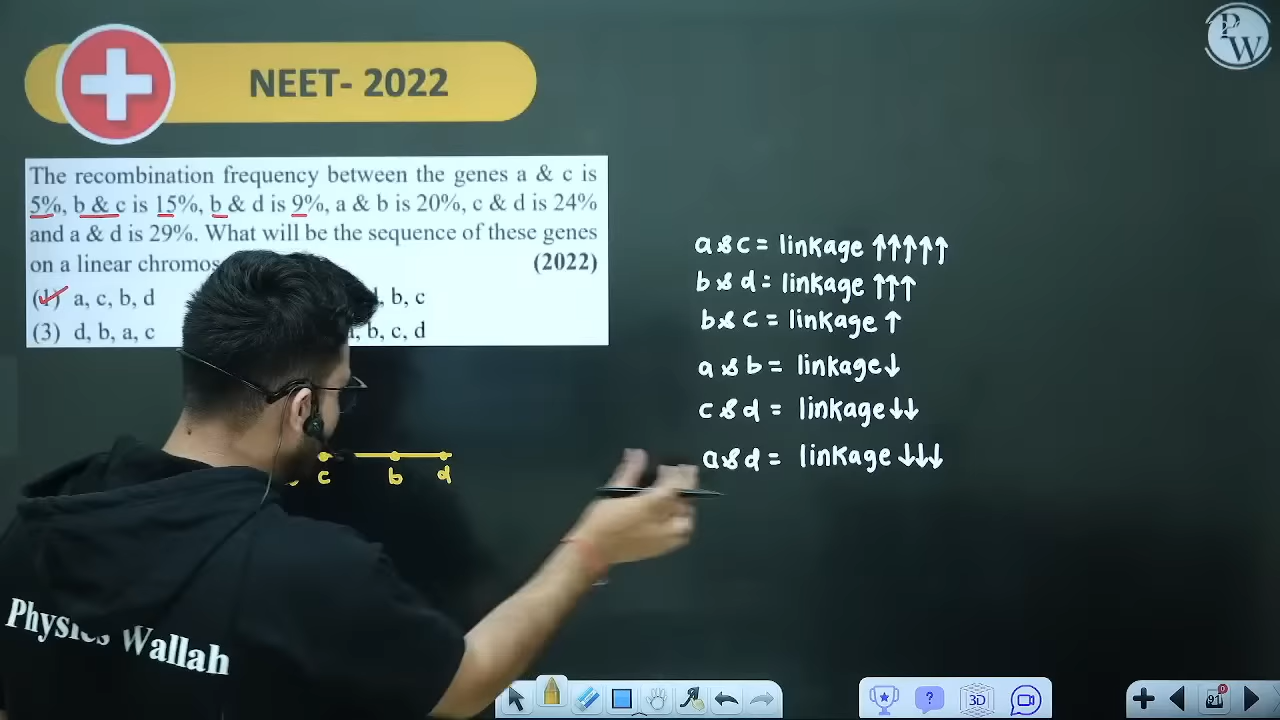 PW
NEET- 2022
The recombination frequency between the genes a & c is
5%, b & c is 15%, b & d is 9%, a & b is 20%, c & d is 24%
and a & d is 29%. What will be the sequence of these genes
on a linear
(2022)
(1) a, c, b, d
b, c
(3) d, b, a, c
b, c, d
a & c = linkage ↑↑↑↑↑
b & d = linkage ↑↑↑
b & c = linkage ↑
a & b = linkage ↓
c & d = linkage ↓↓
a & d = linkage ↓↓↓
c b d
Physics Wallah
? 3D